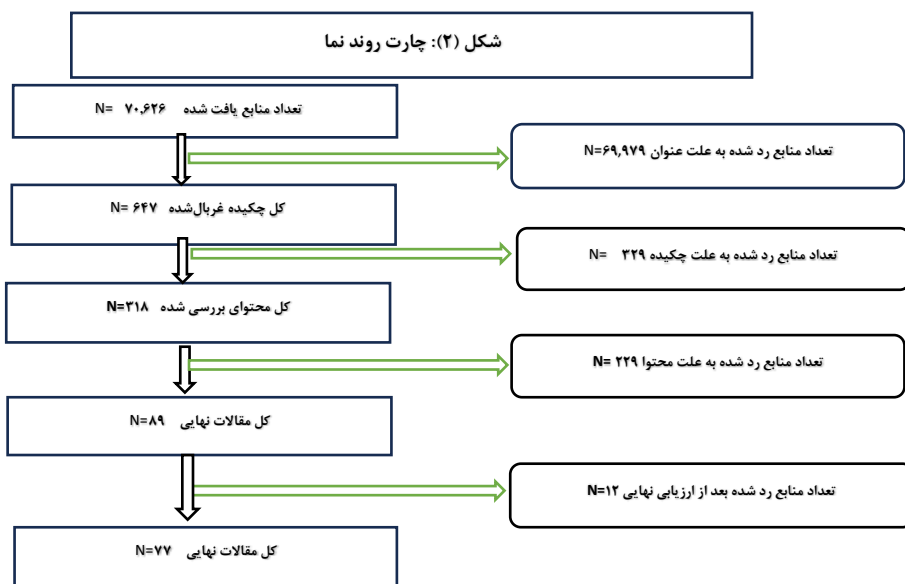 شکل (۲): چارت روند نما
تعداد منابع یافت شده N= ۷۰,۶۲۶
تعداد منابع رد شده به علت عنوان N=۶۹,۹۷۹
کل چکیده غربال‌شده N= ۶۴۷
تعداد منابع رد شده به علت چکیده N= ۳۲۹
کل محتوای بررسی شده N=۳۱۸
تعداد منابع رد شده به علت محتوا N= ۲۲۹
کل مقالات نهایی N=۸۹
تعداد منابع رد شده بعد از ارزیابی نهایی N=۱۲
کل مقالات نهایی N=۷۷